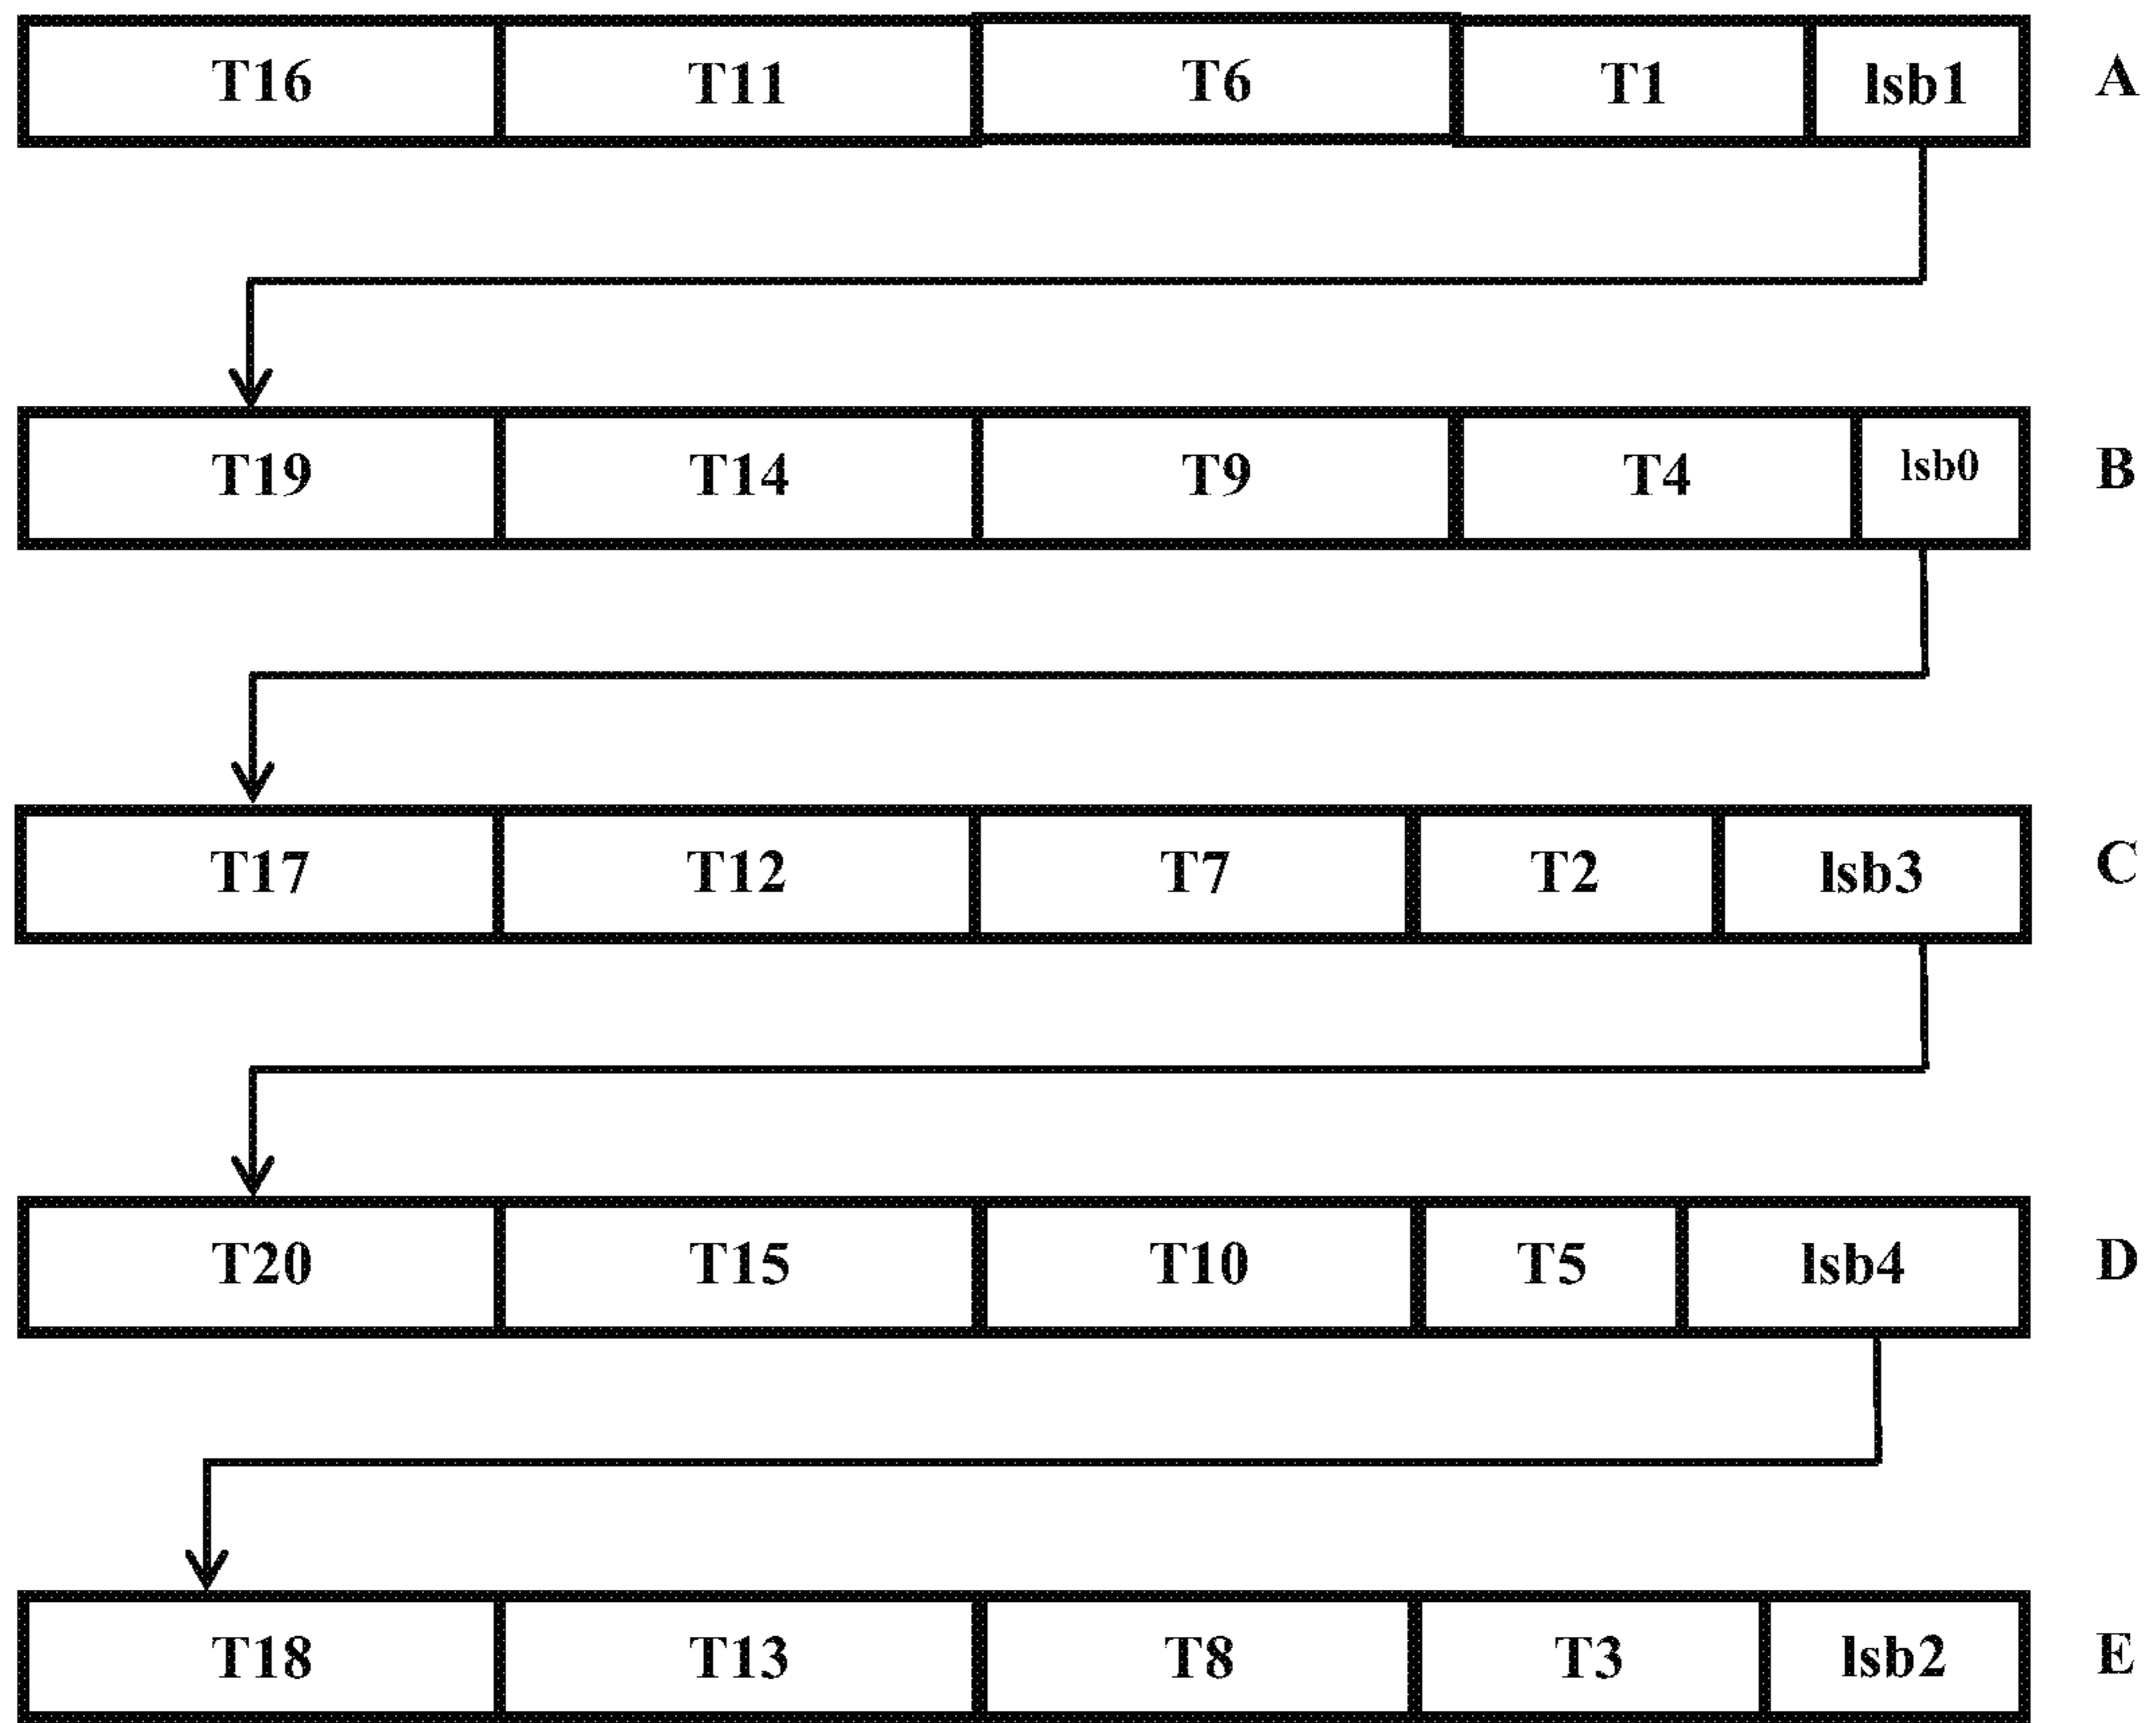 T16 T11 T6 T1 lsb1 A
T19 T14 T9 T4 lsb0 B
T17 T12 T7 T2 lsb3 C
T20 T15 T10 T5 lsb4 D
T18 T13 T8 T3 lsb2 E